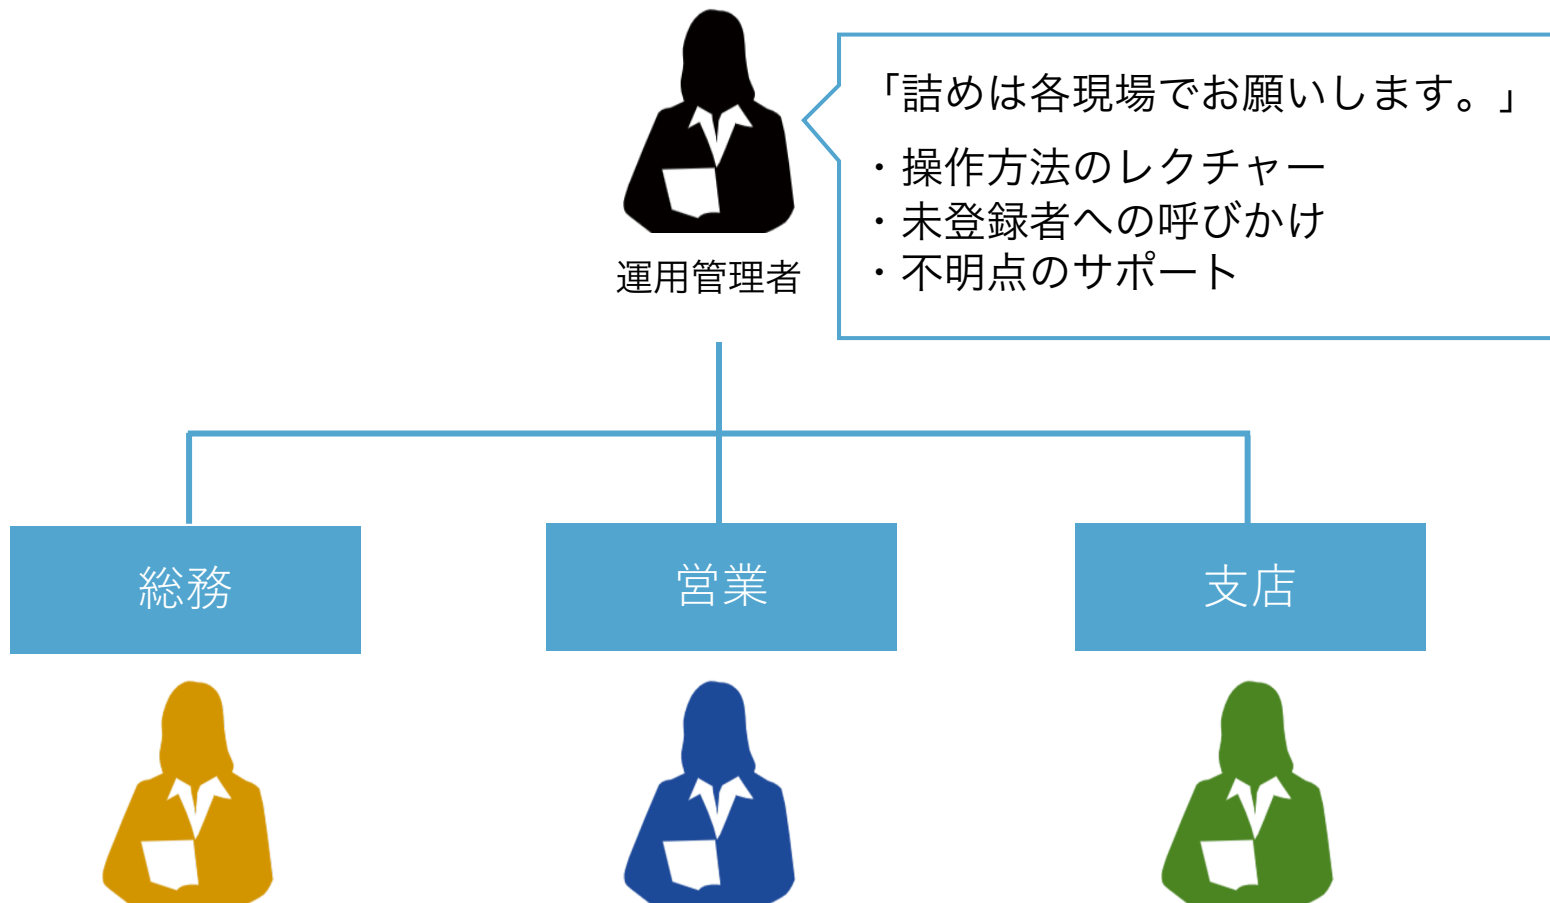 「詰めは各現場でお願いします。」
・操作方法のレクチャー
・未登録者への呼びかけ
・不明点のサポート
運用管理者
総務
営業
支店